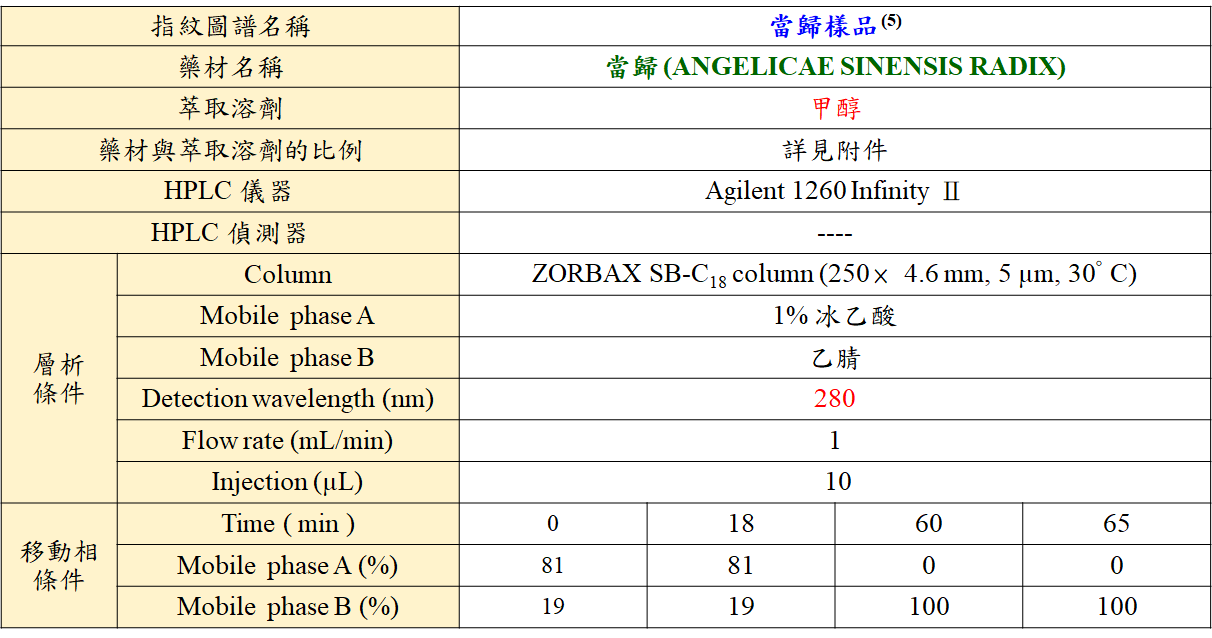 指紋圖譜名稱 當歸樣品(5)
藥材名稱 當歸 (ANGELICAE SINENSIS RADIX)
萃取溶劑 甲醇
藥材與萃取溶劑的比例 詳見附件
HPLC 儀器 Agilent 1260 Infinity Ⅱ
HPLC 偵測器 ----
層析條件
Column ZORBAX SB-C18 column (250× 4.6 mm, 5 μm, 30° C)
Mobile phase A 1% 冰乙酸
Mobile phase B 乙腈
Detection wavelength (nm) 280
Flow rate (mL/min) 1
Injection (μL) 10
移動相條件
Time ( min ) 0 18 60 65
Mobile phase A (%) 81 81 0 0
Mobile phase B (%) 19 19 100 100